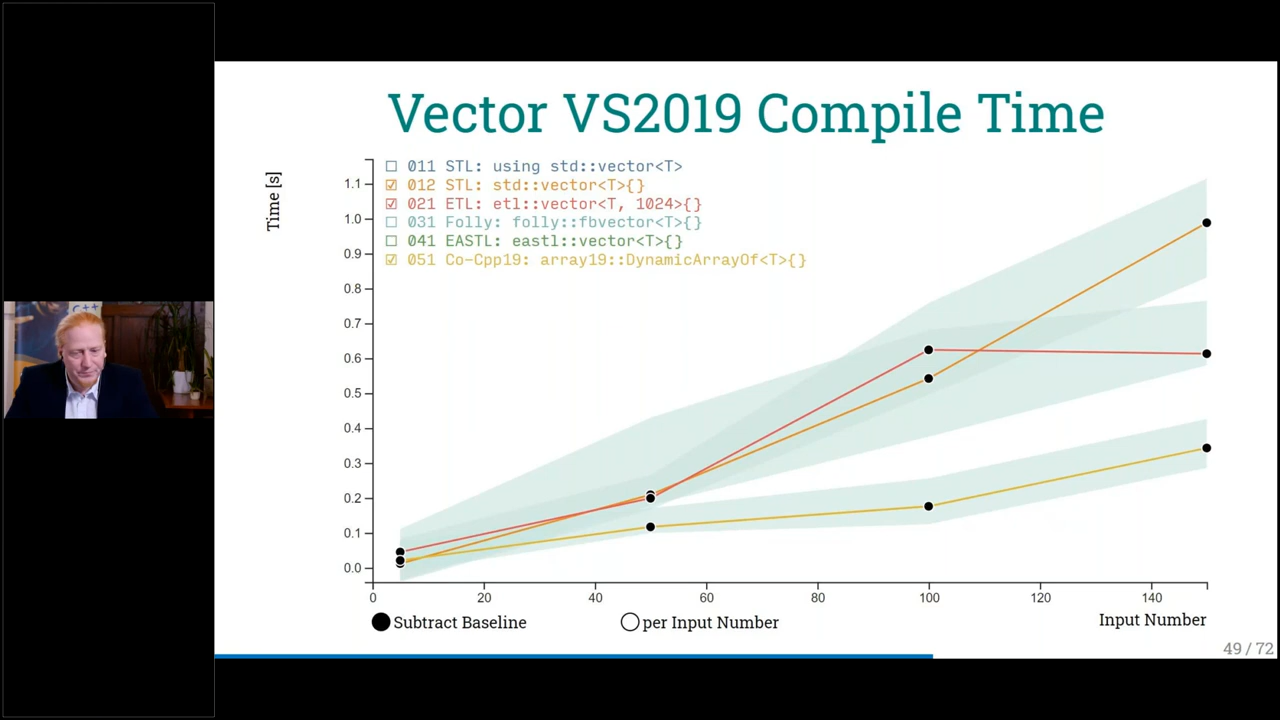 Vector VS2019 Compile Time
Time [s]
☐ 011 STL: using std::vector<T>
☑ 012 STL: std::vector<T>{}
☑ 021 ETL: etl::vector<T, 1024>{}
☐ 031 Folly: folly::fbvector<T>{}
☐ 041 EASTL: eastl::vector<T>{}
☑ 051 Co-Cpp19: array19::DynamicArrayOf<T>{}
1.1
1.0
0.9
0.8
0.7
0.6
0.5
0.4
0.3
0.2
0.1
0.0
0 20 40 60 80 100 120 140
Subtract Baseline
per Input Number
Input Number
49 / 72
C++